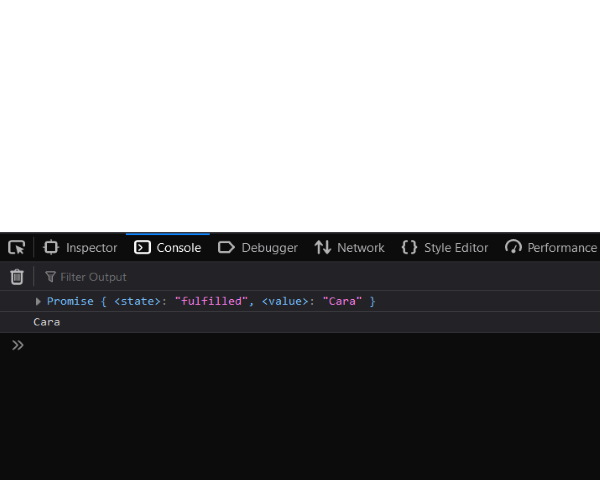 Inspector Console Debugger Network Style Editor Performance
Filter Output
Promise { <state>: "fulfilled", <value>: "Cara" }
Cara